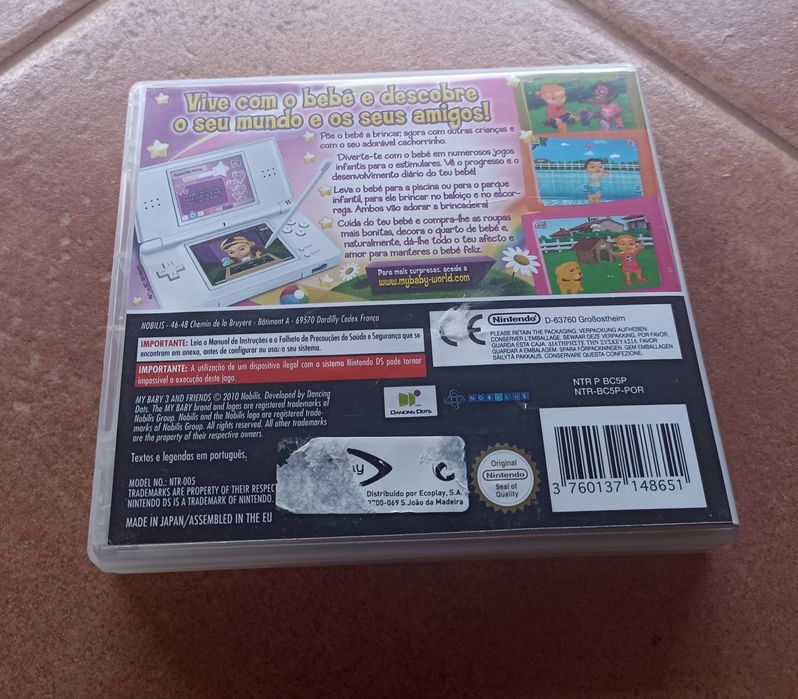 Vive com o bebé e descobre
o seu mundo e os seus amigos!
Põe o bebé a brincar, agora com outras crianças e
com o seu adorável cachorrinho.
Diverte-te com o bebé em numerosos jogos
infantis para o estimulares. Vê o progresso e o
desenvolvimento diário do teu bebé!
Leva o bebé para a piscina ou para o parque
infantil, para ele brincar no baloiço e no escor-
rega. Ambos vão adorar a brincadeira!
Cuida do teu bebé e compra-lhe as roupas
mais bonitas, decora o quarto de bebé e,
naturalmente, dá-lhe todo o teu afecto e
amor para manteres o bebé feliz.
Para mais surpresas, acede a
www.mybaby-world.com
NOBILIS - 46-48 Chemin de la Bruyère - Bâtiment A - 69570 Dardilly Cedex França
IMPORTANTE: Leia o Manual de Instruções e o Folheto de Precauções de Saúde e Segurança que se
encontram em anexo, antes de configurar ou usar o seu sistema.
IMPORTANTE: A utilização de um dispositivo ilegal com o sistema Nintendo DS pode tornar
impossível a execução deste jogo.
CE
Nintendo
D-63760 Großostheim
PLEASE RETAIN THE PACKAGING. VERPACKUNG AUFHEBEN.
CONSERVER L'EMBALLAGE. BEWAAR DEZE VERPAKKING. POR FAVOR,
GUARDA ESTA CAJA. ΔΙΑΤΗΡΗΣΤΕ ΤΗΝ ΣΥΣΚΕΥΑΣΙΑ. FAVOR
GUARDAR A EMBALAGEM. SPARA FÖRPACKNINGEN. GEM EMBALLAGEN.
SÄILYTÄ PAKKAUS. CONSERVARE QUESTA CONFEZIONE.
MY BABY 3 AND FRIENDS © 2010 Nobilis. Developed by Dancing
Dots. The MY BABY brand and logos are registered trademarks of
Nobilis Group. Nobilis and the Nobilis logo are registered trade-
marks of Nobilis Group. All rights reserved. All other trademarks
are the property of their respective owners.
DANCING DOTS
NOBILIS
NTR P BC5P
NTR-BC5P-POR
Textos e legendas em português.
MODEL NO.: NTR-005
TRADEMARKS ARE PROPERTY OF THEIR RESPECT
NINTENDO DS IS A TRADEMARK OF NINTENDO.
MADE IN JAPAN/ASSEMBLED IN THE EU
ay
Distribuido por Ecoplay, S.A.
3700-069 S.João da Madeira
Original
Nintendo
Seal of
Quality
3 760137 148651